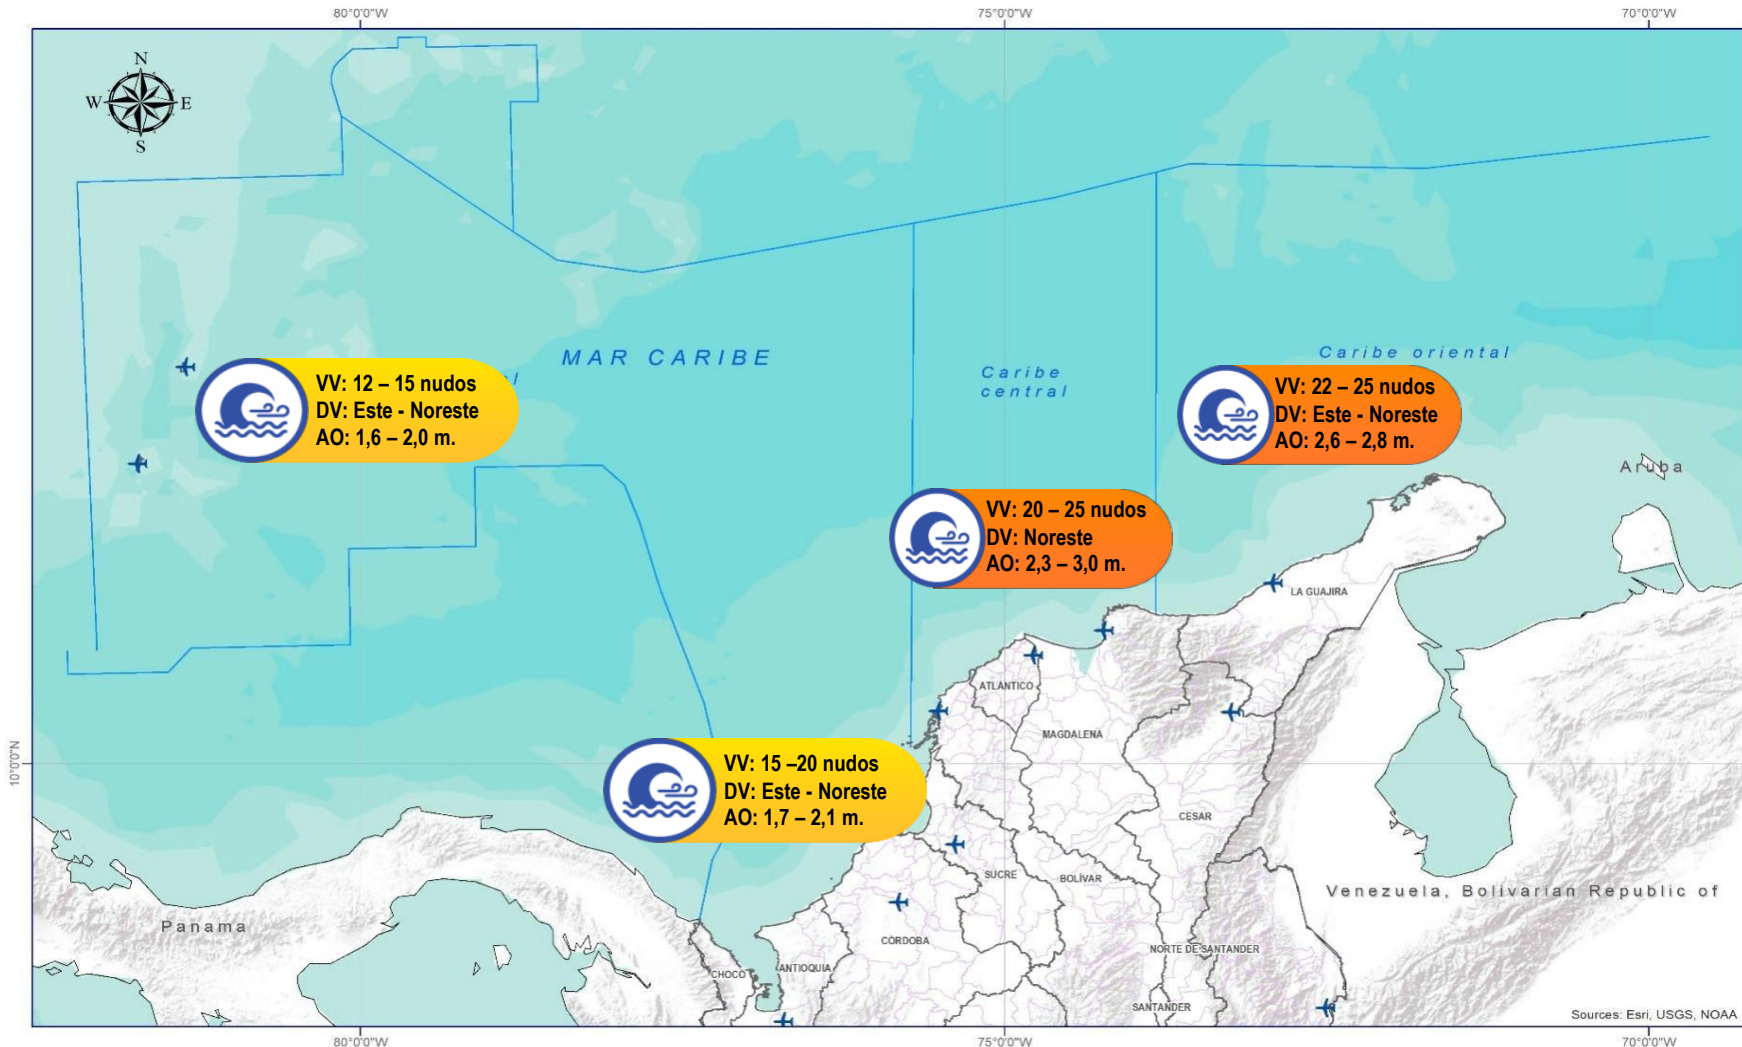 80°0'0"W
75°0'0"W
70°0'0"W
N
W
E
S
MAR CARIBE
Caribe oriental
Caribe
central
l
VV: 12 – 15 nudos
DV: Este - Noreste
AO: 1,6 – 2,0 m.
VV: 22 – 25 nudos
DV: Este - Noreste
AO: 2,6 – 2,8 m.
Aruba
VV: 20 – 25 nudos
DV: Noreste
AO: 2,3 – 3,0 m.
LA GUAJIRA
ATLANTICO
MAGDALENA
10°0'0"N
VV: 15 –20 nudos
DV: Este - Noreste
AO: 1,7 – 2,1 m.
CESAR
SUCRE
BOLÍVAR
Venezuela, Bolivarian Republic of
Panama
CÓRDOBA
NORTE DE SANTANDER
CHOCO
ANTIOQUIA
SANTANDER
Sources: Esri, USGS, NOAA
80°0'0"W
75°0'0"W
70°0'0"W